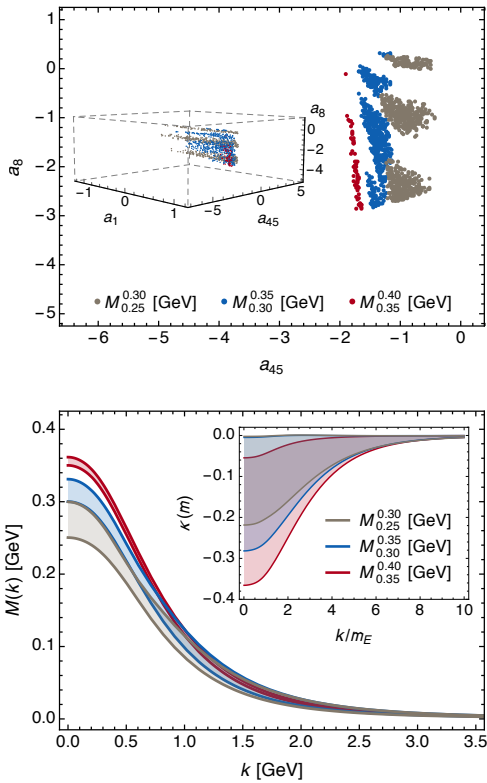 1
0
−1
−2
−3
−4
−5
a8
a8
0
−2
−4
−1
0
1
−5
0
5
a1
a45
M0.30 0.25 [GeV] M0.35 0.30 [GeV] M0.40 0.35 [GeV]
−6 −5 −4 −3 −2 −1 0
a45
0.4
0.3
0.2
0.1
0.0
M(k) [GeV]
0.0
−0.1
−0.2
−0.3
−0.4
κ(m)
M0.30 0.25 [GeV]
M0.35 0.30 [GeV]
M0.40 0.35 [GeV]
0 2 4 6 8 10
k/mE
0.0 0.5 1.0 1.5 2.0 2.5 3.0 3.5
k [GeV]